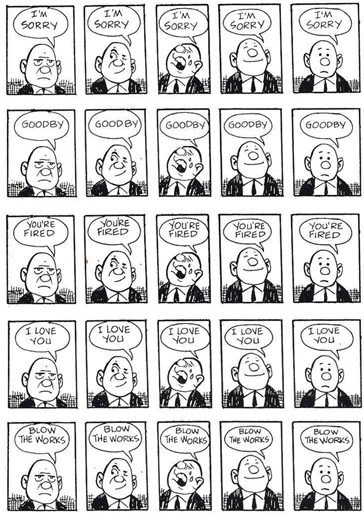 I'M SORRY I'M SORRY I'M SORRY I'M SORRY I'M SORRY
GOODBY GOODBY GOODBY GOODBY GOODBY
YOU'RE FIRED YOU'RE FIRED YOU'RE FIRED YOU'RE FIRED YOU'RE FIRED
I LOVE YOU I LOVE YOU I LOVE YOU I LOVE YOU I LOVE YOU
BLOW THE WORKS BLOW THE WORKS BLOW THE WORKS BLOW THE WORKS BLOW THE WORKS